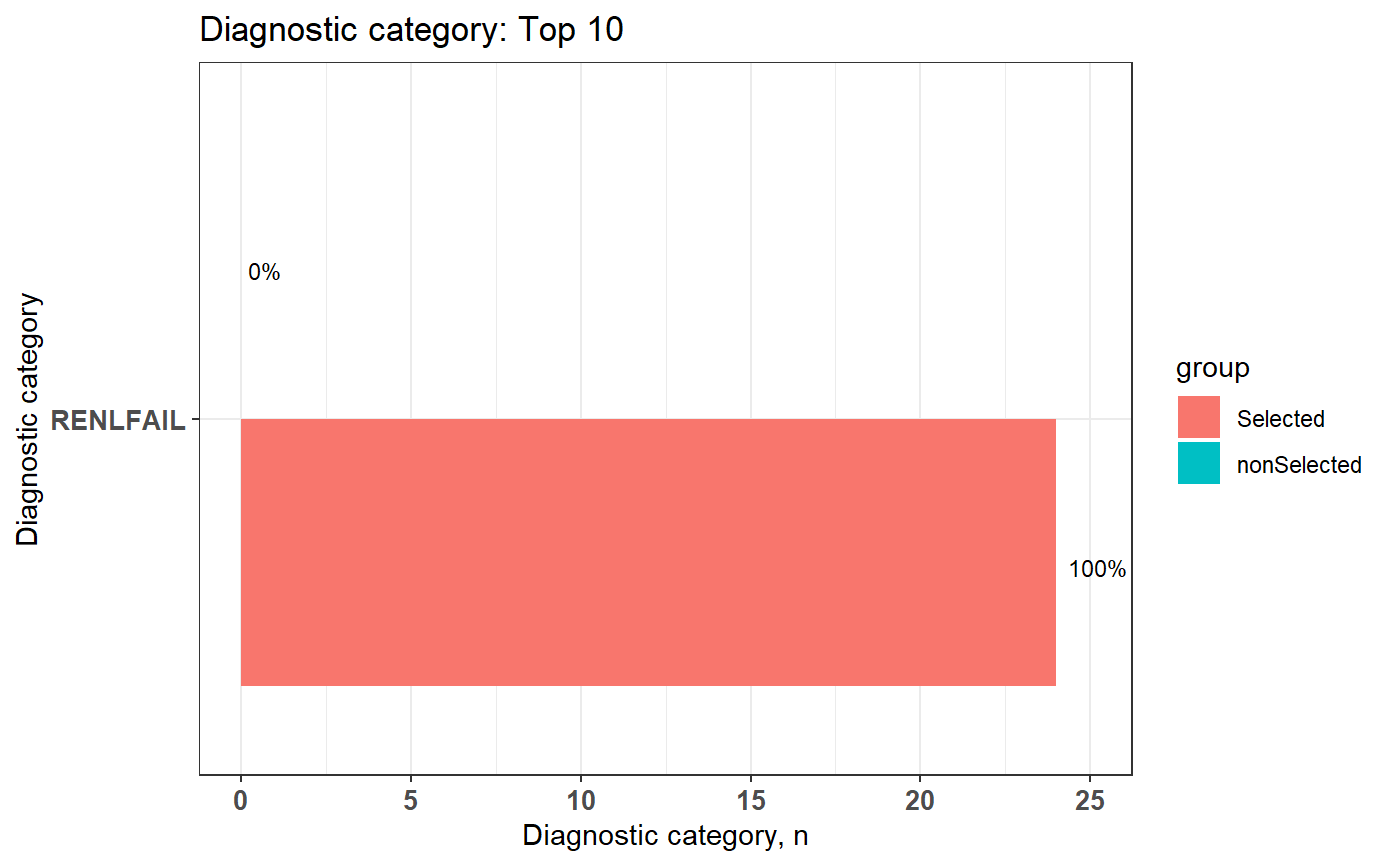 Diagnostic category: Top 10
Diagnostic category
RENLFAIL
0%
100%
0 5 10 15 20 25
Diagnostic category, n
group
Selected
nonSelected